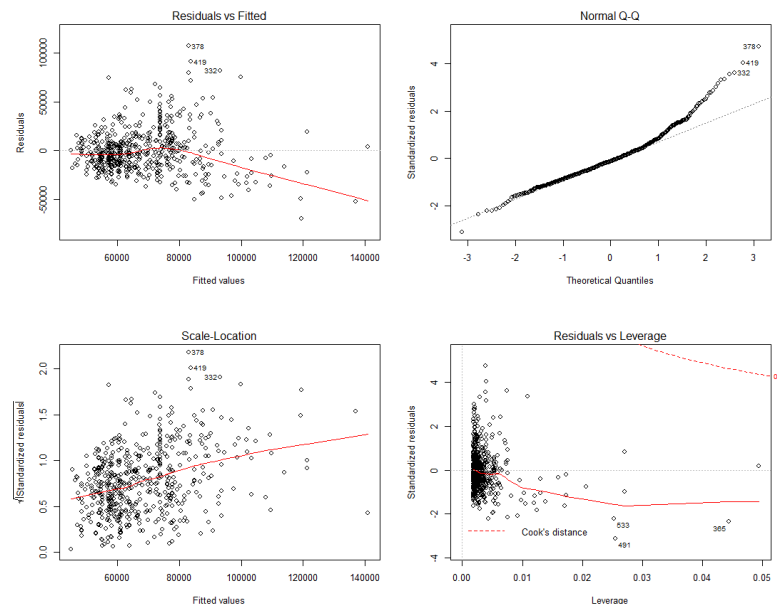 Residuals vs Fitted
Residuals
-50000 0 50000 100000
378
419
332
60000 80000 100000 120000 140000
Fitted values
Normal Q-Q
Standardized residuals
-2 0 2 4
378
419
332
-3 -2 -1 0 1 2 3
Theoretical Quantiles
Scale-Location
√|Standardized residuals|
0.0 0.5 1.0 1.5 2.0
378
419
332
60000 80000 100000 120000 140000
Fitted values
Residuals vs Leverage
Standardized residuals
-4 -2 0 2 4
533
365
491
Cook's distance
0.00 0.01 0.02 0.03 0.04 0.05
Leverage